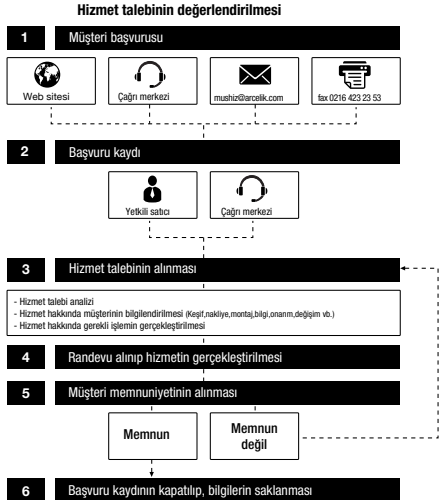 Hizmet talebinin değerlendirilmesi
1 Müşteri başvurusu
Web sitesi
Çağrı merkezi
mushiz@arcelik.com
fax 0216 423 23 53
2 Başvuru kaydı
Yetkili satıcı
Çağrı merkezi
3 Hizmet talebinin alınması
- Hizmet talebi analizi
- Hizmet hakkında müşterinin bilgilendirilmesi (Keşif,nakliye,montaj,bilgi,onarım,değişim vb.)
- Hizmet hakkında gerekli işlemin gerçekleştirilmesi
4 Randevu alınıp hizmetin gerçekleştirilmesi
5 Müşteri memnuniyetinin alınması
Memnun
Memnun
değil
6 Başvuru kaydının kapatılıp, bilgilerin saklanması